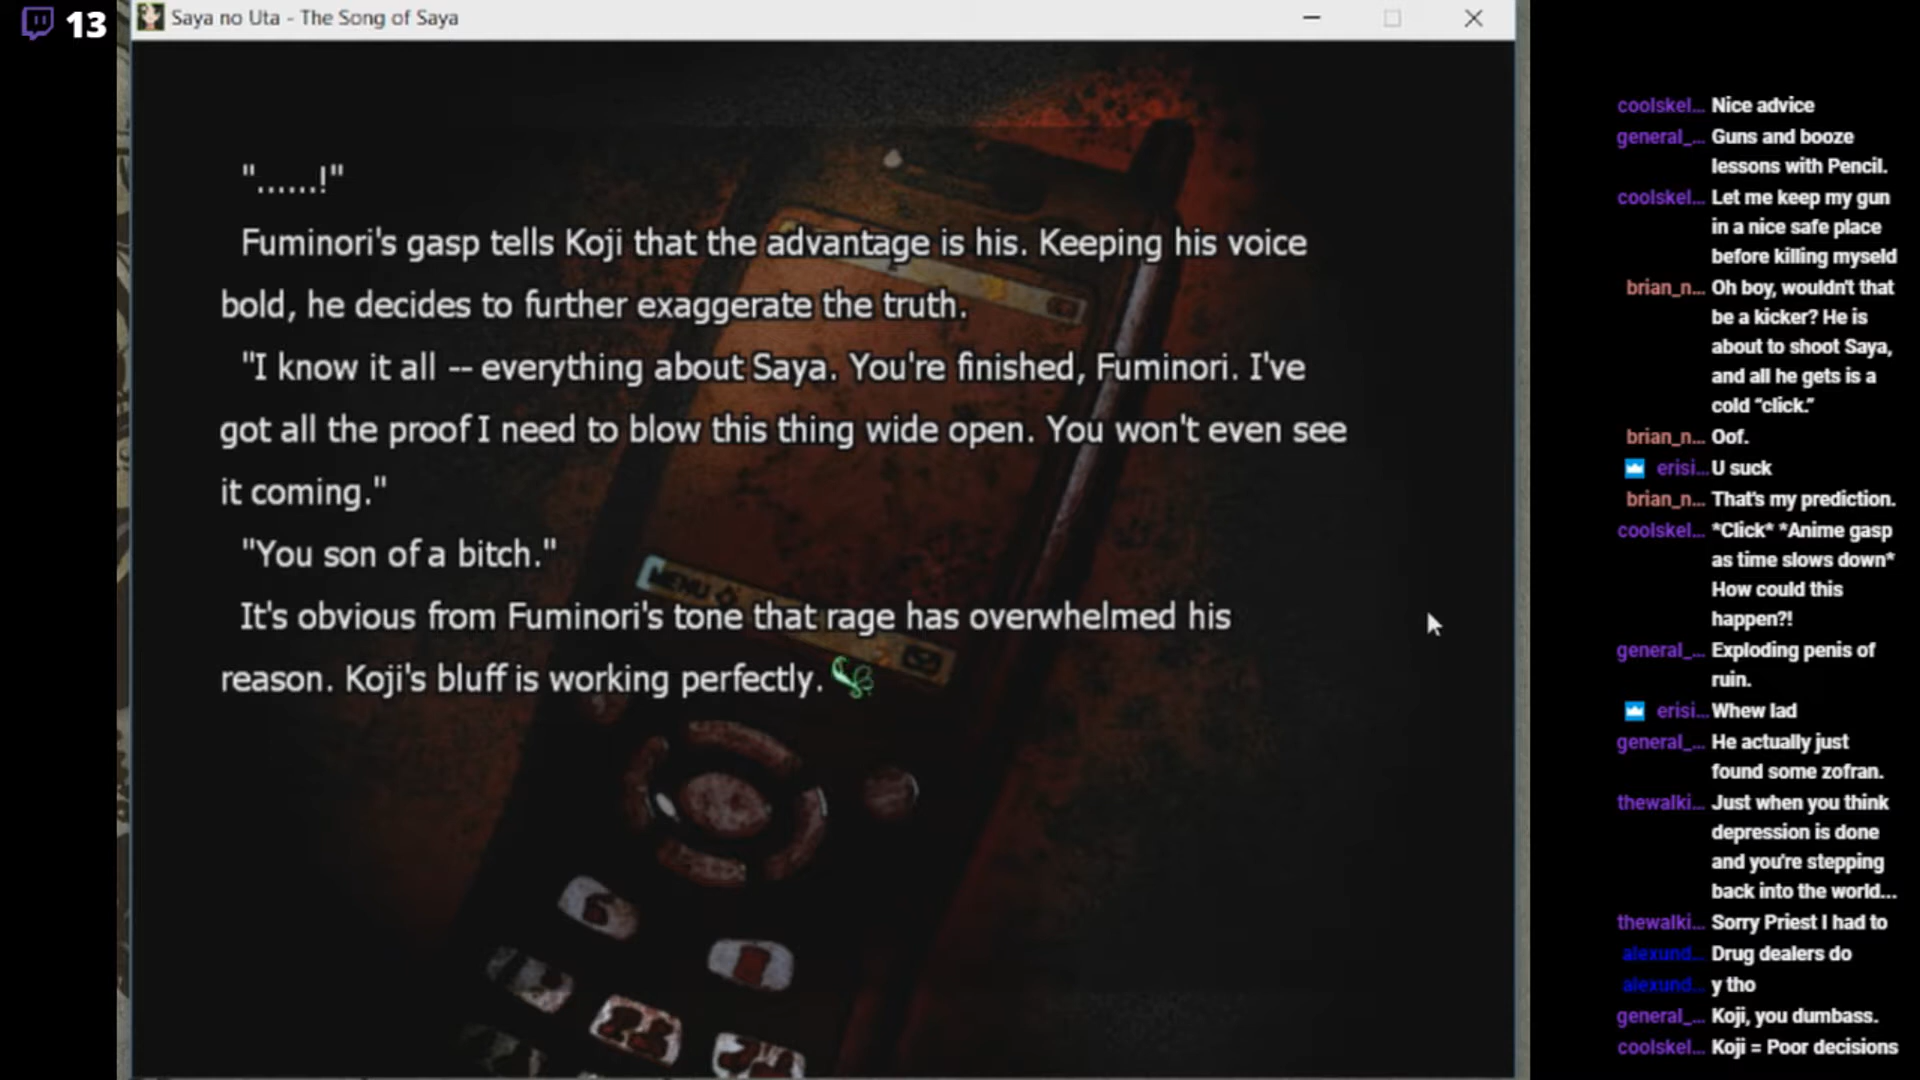 13
Saya no Uta - The Song of Saya
"......!"
Fuminori's gasp tells Koji that the advantage is his. Keeping his voice
bold, he decides to further exaggerate the truth.
"I know it all -- everything about Saya. You're finished, Fuminori. I've
got all the proof I need to blow this thing wide open. You won't even see
it coming."
"You son of a bitch."
It's obvious from Fuminori's tone that rage has overwhelmed his
reason. Koji's bluff is working perfectly.
MENU
coolskel... Nice advice
general_... Guns and booze
lessons with Pencil.
coolskel... Let me keep my gun
in a nice safe place
before killing myseld
brian_n... Oh boy, wouldn't that
be a kicker? He is
about to shoot Saya,
and all he gets is a
cold “click.”
brian_n... Oof.
erisi... U suck
brian_n... That's my prediction.
coolskel... *Click* *Anime gasp
as time slows down*
How could this
happen?!
general_... Exploding penis of
ruin.
erisi... Whew lad
general_... He actually just
found some zofran.
thewalki... Just when you think
depression is done
and you're stepping
back into the world...
thewalki... Sorry Priest I had to
alexund... Drug dealers do
alexund... y tho
general_... Koji, you dumbass.
coolskel... Koji = Poor decisions